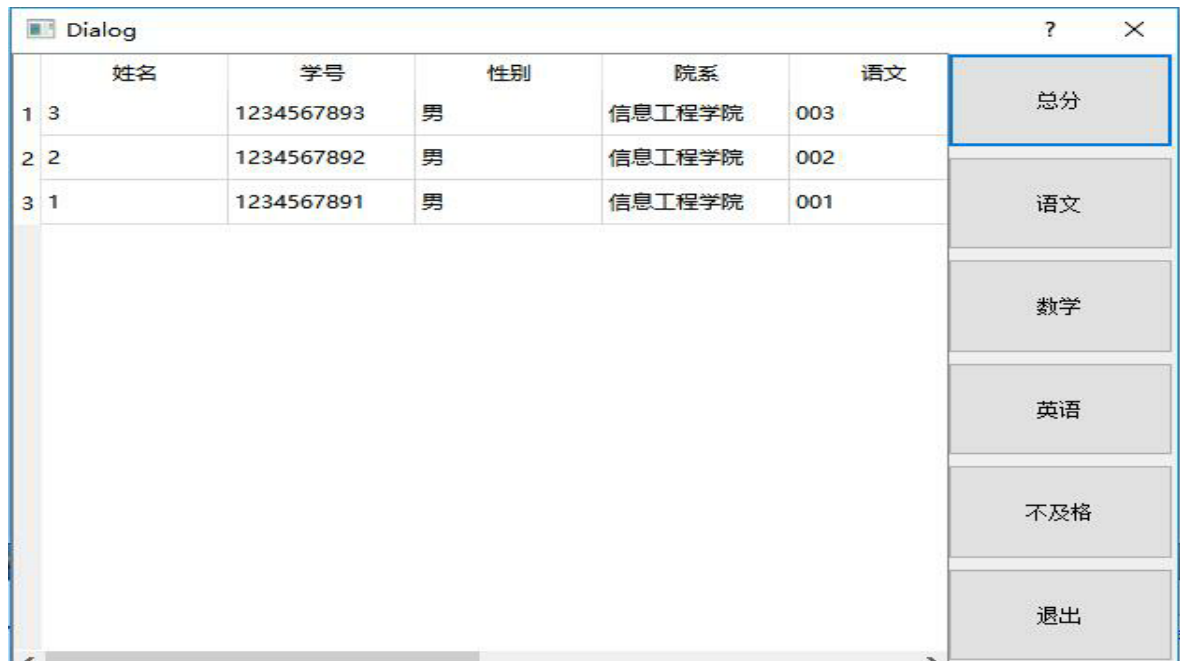 Dialog ?
姓名 学号 性别 院系 语文
1 3 1234567893 男 信息工程学院 003
2 2 1234567892 男 信息工程学院 002
3 1 1234567891 男 信息工程学院 001
总分
语文
数学
英语
不及格
退出